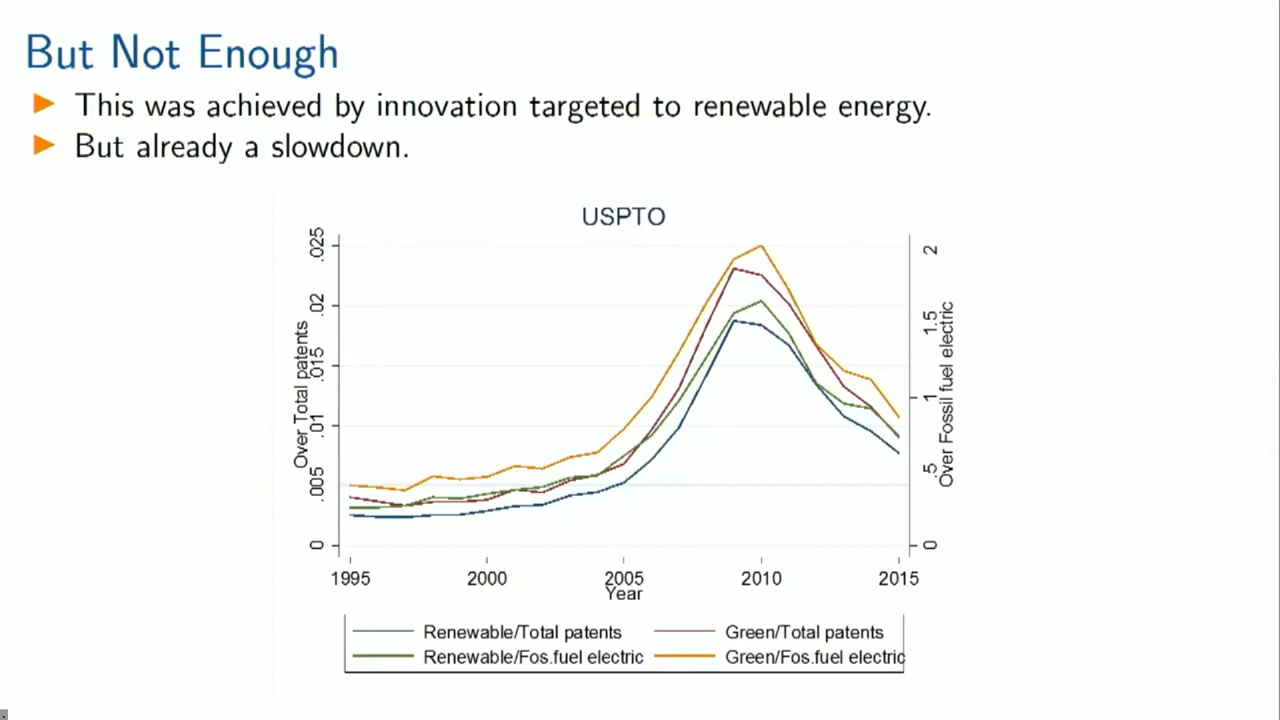 But Not Enough
▶ This was achieved by innovation targeted to renewable energy.
▶ But already a slowdown.
USPTO
Over Total patents
0 .005 .01 .015 .02 .025
Over Fossil fuel electric
0 .5 1 1.5 2
1995 2000 2005 2010 2015
Year
Renewable/Total patents Green/Total patents
Renewable/Fos.fuel electric Green/Fos.fuel electric